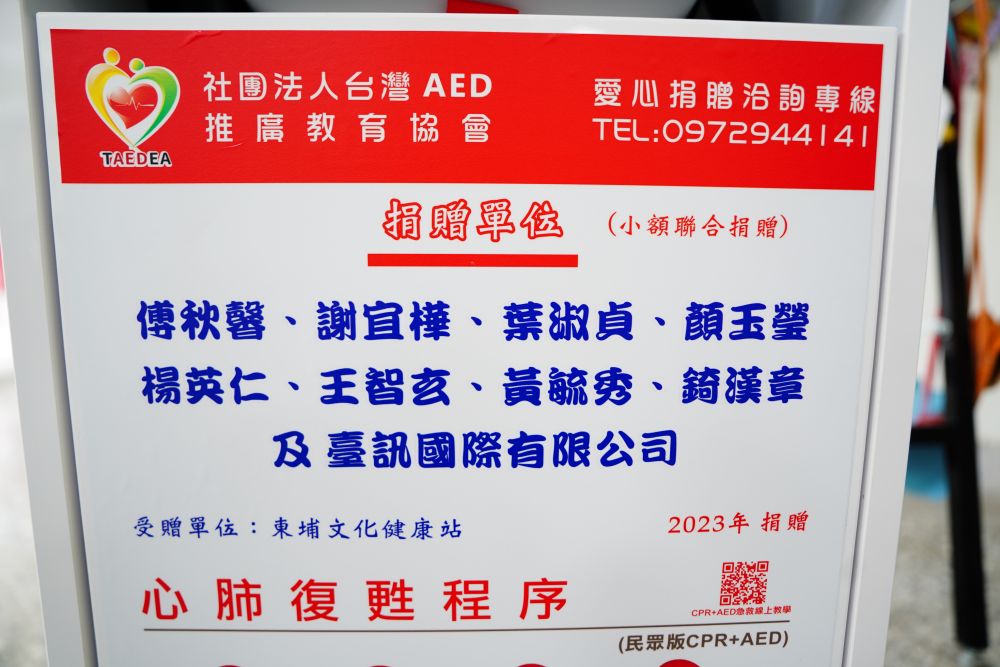 TAEDEA
社團法人台灣 AED
推廣教育協會
愛心捐贈洽詢專線
TEL:0972944141
捐贈單位 (小額聯合捐贈)
傅秋馨、謝宜樺、葉淑貞、顏玉瑩
楊英仁、王智玄、黃毓秀、錡漢章
及 臺訊國際有限公司
受贈單位：東埔文化健康站
2023年 捐贈
心肺復甦程序
CPR+AED急救線上教學
(民眾版CPR+AED)